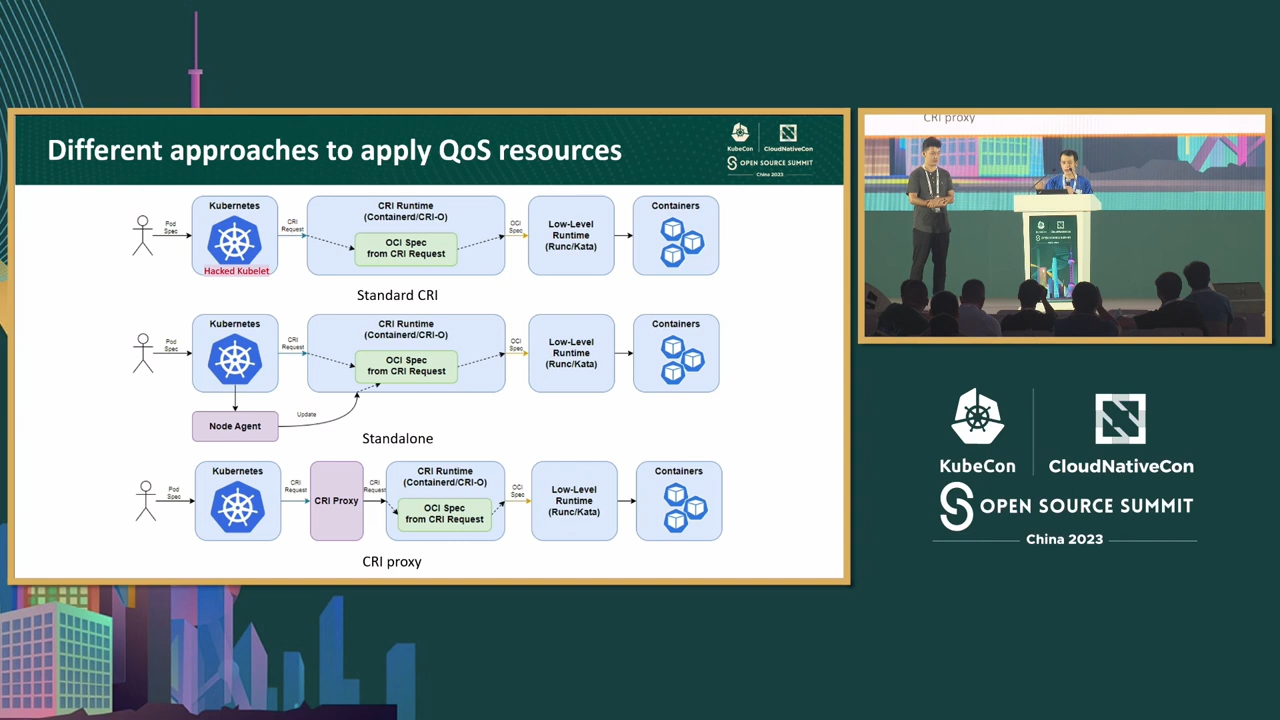 Different approaches to apply QoS resources
KubeCon
CloudNativeCon
OPEN SOURCE SUMMIT
China 2023
Pod
Spec
Kubernetes
Hacked Kubelet
CRI
Request
CRI Runtime
(Containerd/CRI-O)
OCI Spec
from CRI Request
OCI
Spec
Low-Level
Runtime
(Runc/Kata)
Containers
Standard CRI
Pod
Spec
Kubernetes
CRI
Request
CRI Runtime
(Containerd/CRI-O)
OCI Spec
from CRI Request
OCI
Spec
Low-Level
Runtime
(Runc/Kata)
Containers
Node Agent
Update
Standalone
Pod
Spec
Kubernetes
CRI
Request
CRI Proxy
CRI
Request
CRI Runtime
(Containerd/CRI-O)
OCI Spec
from CRI Request
OCI
Spec
Low-Level
Runtime
(Runc/Kata)
Containers
CRI proxy
CRI proxy
KubeCon
CloudNativeCon
OPEN SOURCE SUMMIT
China 2023